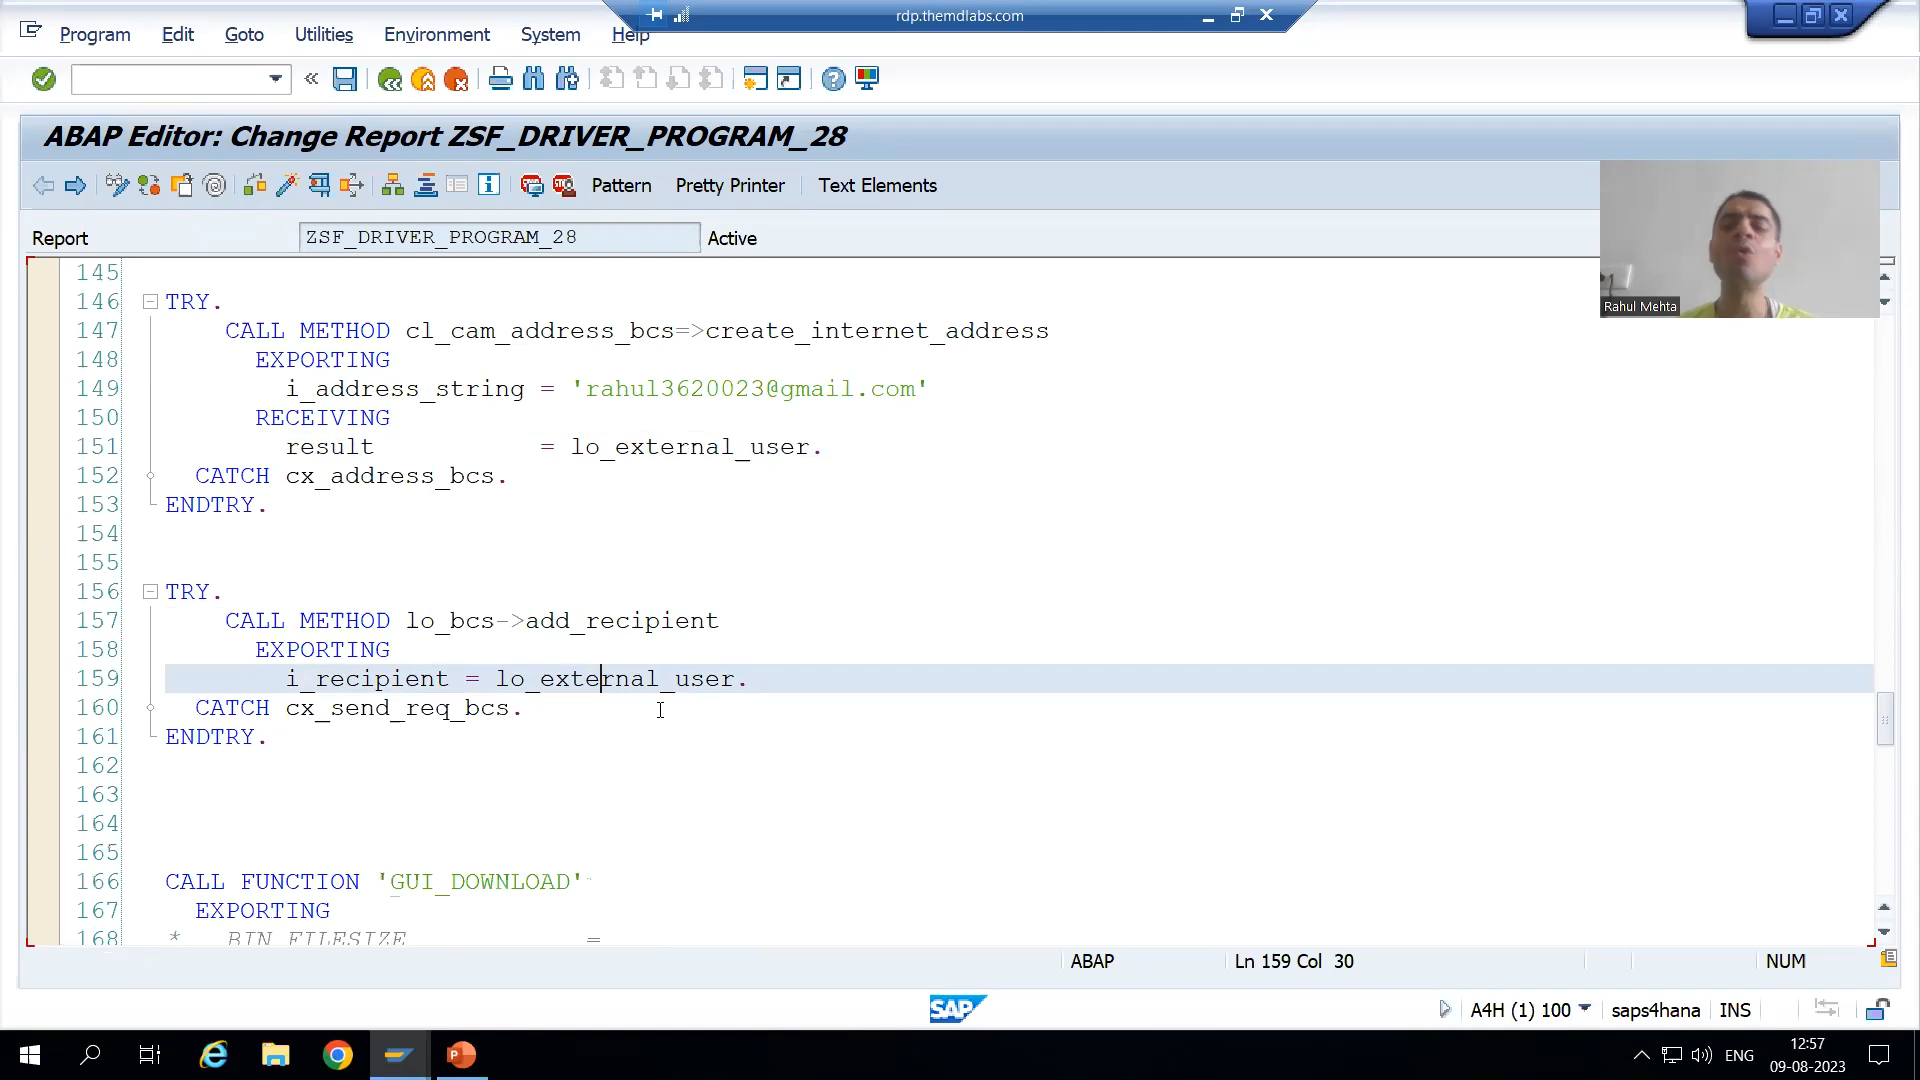 rdp.themdlabs.com
Program Edit Goto Utilities Environment System Help
ABAP Editor: Change Report ZSF_DRIVER_PROGRAM_28
Pattern Pretty Printer Text Elements
Report ZSF_DRIVER_PROGRAM_28 Active
Rahul Mehta
145
146 TRY.
147 CALL METHOD cl_cam_address_bcs=>create_internet_address
148 EXPORTING
149 i_address_string = 'rahul3620023@gmail.com'
150 RECEIVING
151 result = lo_external_user.
152 CATCH cx_address_bcs.
153 ENDTRY.
154
155
156 TRY.
157 CALL METHOD lo_bcs->add_recipient
158 EXPORTING
159 i_recipient = lo_external_user.
160 CATCH cx_send_req_bcs.
161 ENDTRY.
162
163
164
165
166 CALL FUNCTION 'GUI_DOWNLOAD'
167 EXPORTING
168 * BIN_FILESIZE =
ABAP Ln 159 Col 30 NUM
SAP A4H (1) 100 saps4hana INS
ENG
12:57
09-08-2023